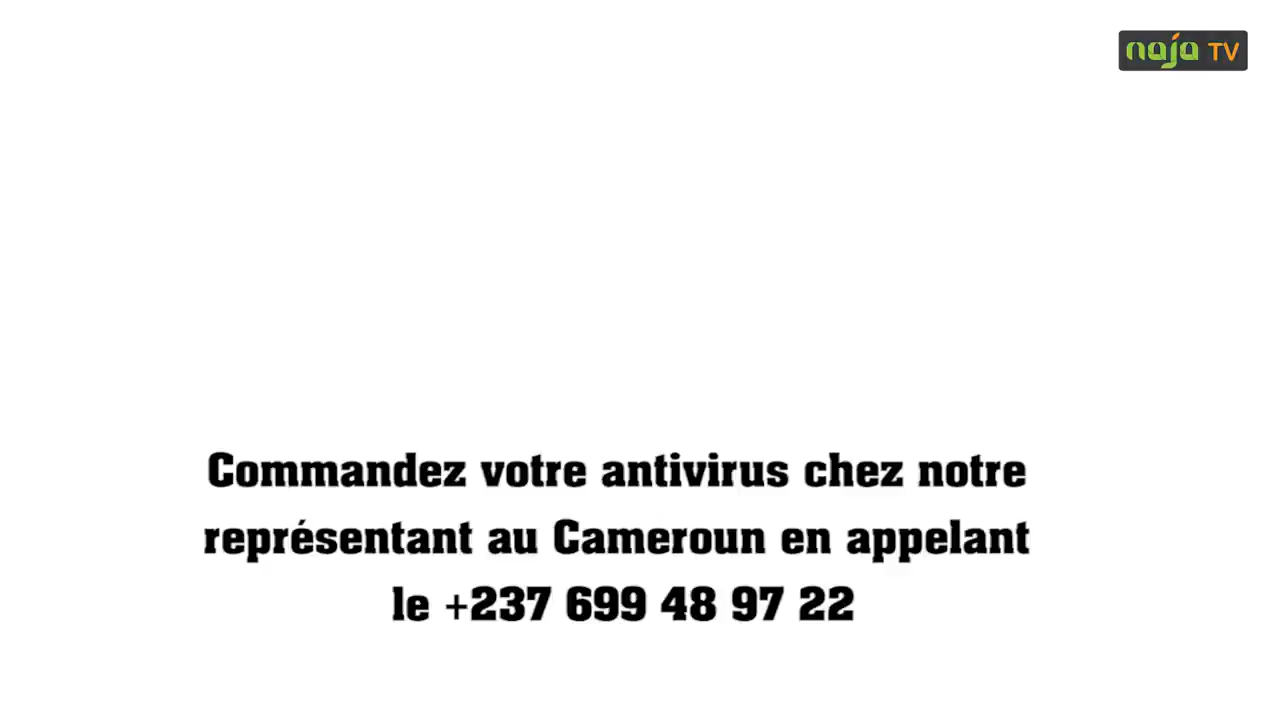 naja TV
Commandez votre antivirus chez notre
représentant au Cameroun en appelant
le +237 699 48 97 22